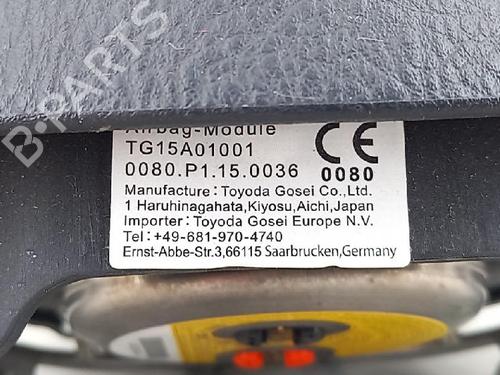 B-PARTS
Airbag-Module
TG15A01001
0080.P1.15.0036
CE
0080
Manufacture: Toyoda Gosei Co.,Ltd.
1 Haruhinagahata,Kiyosu,Aichi,Japan
Importer: Toyoda Gosei Europe N.V.
Tel:+49-681-970-4740
Ernst-Abbe-Str.3,66115 Saarbrucken,Germany